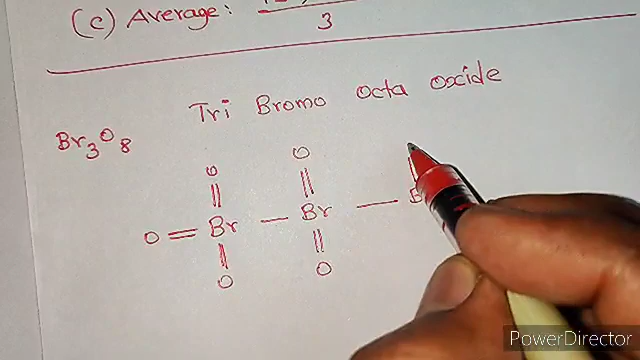 (c) Average:
3
Tri Bromo Octa Oxide
Br3O8
O O
O = Br — Br — B
O O
PowerDirector